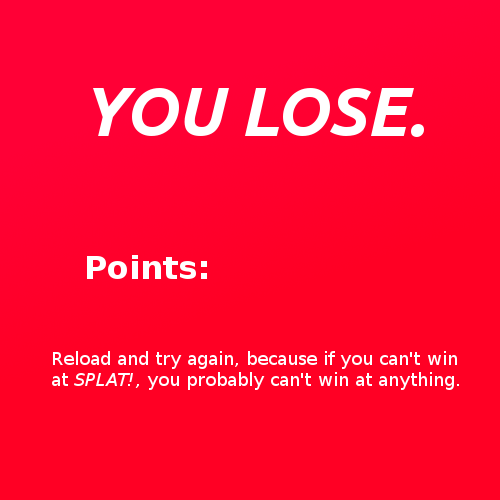 YOU LOSE.
Points:
Reload and try again, because if you can't win
at SPLAT!, you probably can't win at anything.